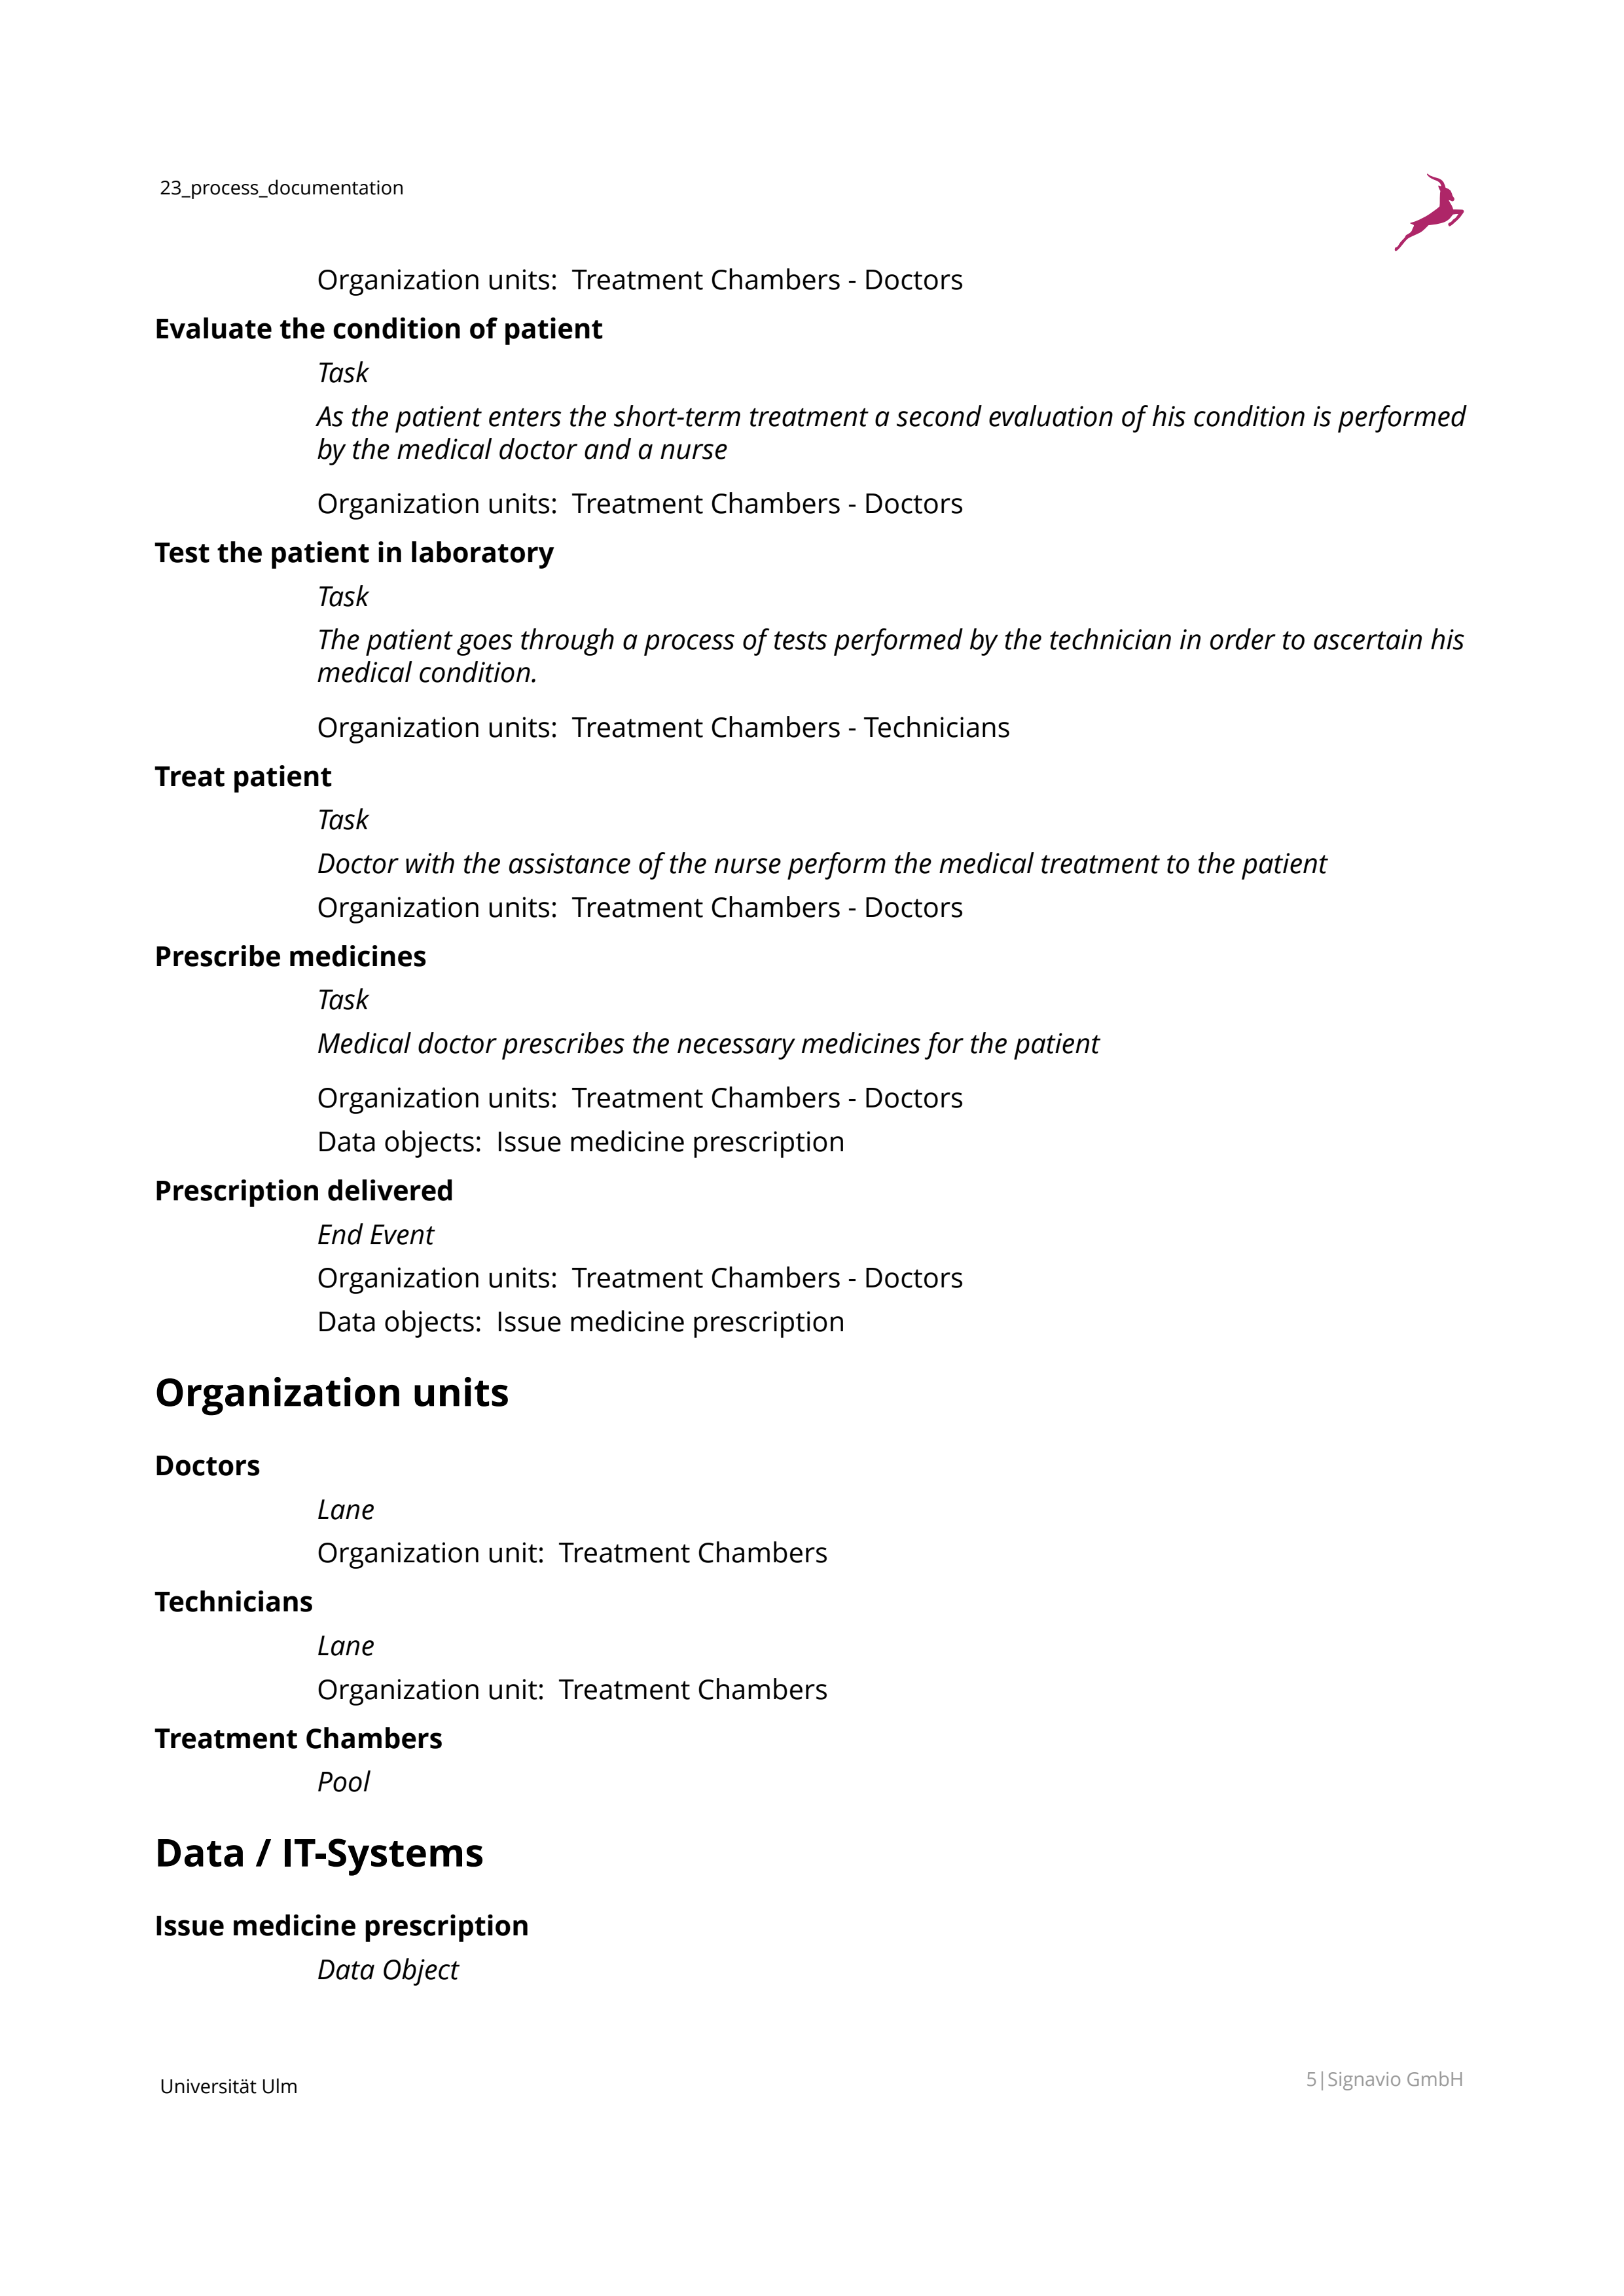 23_process_documentation
Organization units:  Treatment Chambers - Doctors
Evaluate the condition of patient
Task
As the patient enters the short-term treatment a second evaluation of his condition is performed
by the medical doctor and a nurse
Organization units:  Treatment Chambers - Doctors
Test the patient in laboratory
Task
The patient goes through a process of tests performed by the technician in order to ascertain his
medical condition.
Organization units:  Treatment Chambers - Technicians
Treat patient
Task
Doctor with the assistance of the nurse perform the medical treatment to the patient
Organization units:  Treatment Chambers - Doctors
Prescribe medicines
Task
Medical doctor prescribes the necessary medicines for the patient
Organization units:  Treatment Chambers - Doctors
Data objects:  Issue medicine prescription
Prescription delivered
End Event
Organization units:  Treatment Chambers - Doctors
Data objects:  Issue medicine prescription
Organization units
Doctors
Lane
Organization unit:  Treatment Chambers
Technicians
Lane
Organization unit:  Treatment Chambers
Treatment Chambers
Pool
Data / IT-Systems
Issue medicine prescription
Data Object
Universität Ulm
5|Signavio GmbH